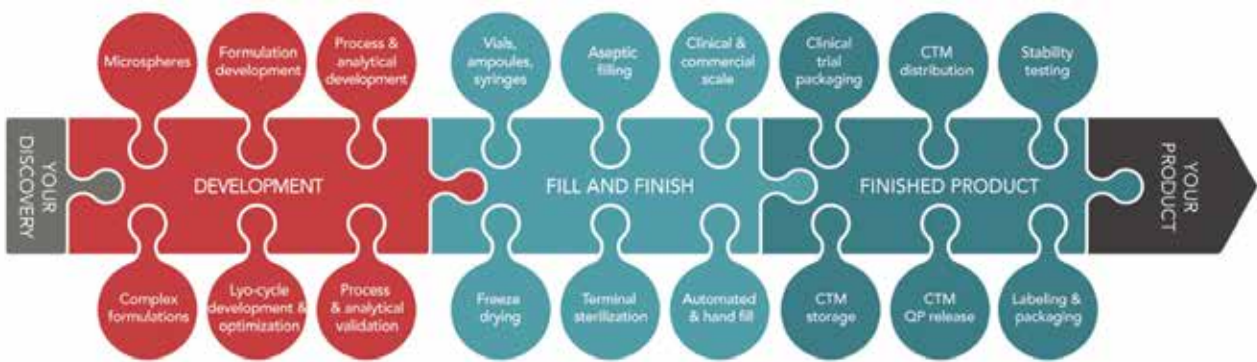 Microspheres
Formulation
development
Process &
analytical
development
Vials,
ampoules,
syringes
Aseptic
filling
Clinical &
commercial
scale
Clinical
trial
packaging
CTM
distribution
Stability
testing
YOUR
DISCOVERY
DEVELOPMENT
FILL AND FINISH
FINISHED PRODUCT
YOUR
PRODUCT
Complex
formulations
Lyo-cycle
development &
optimization
Process
& analytical
validation
Freeze
drying
Terminal
sterilization
Automated
& hand fill
CTM
storage
CTM
QP release
Labeling &
packaging